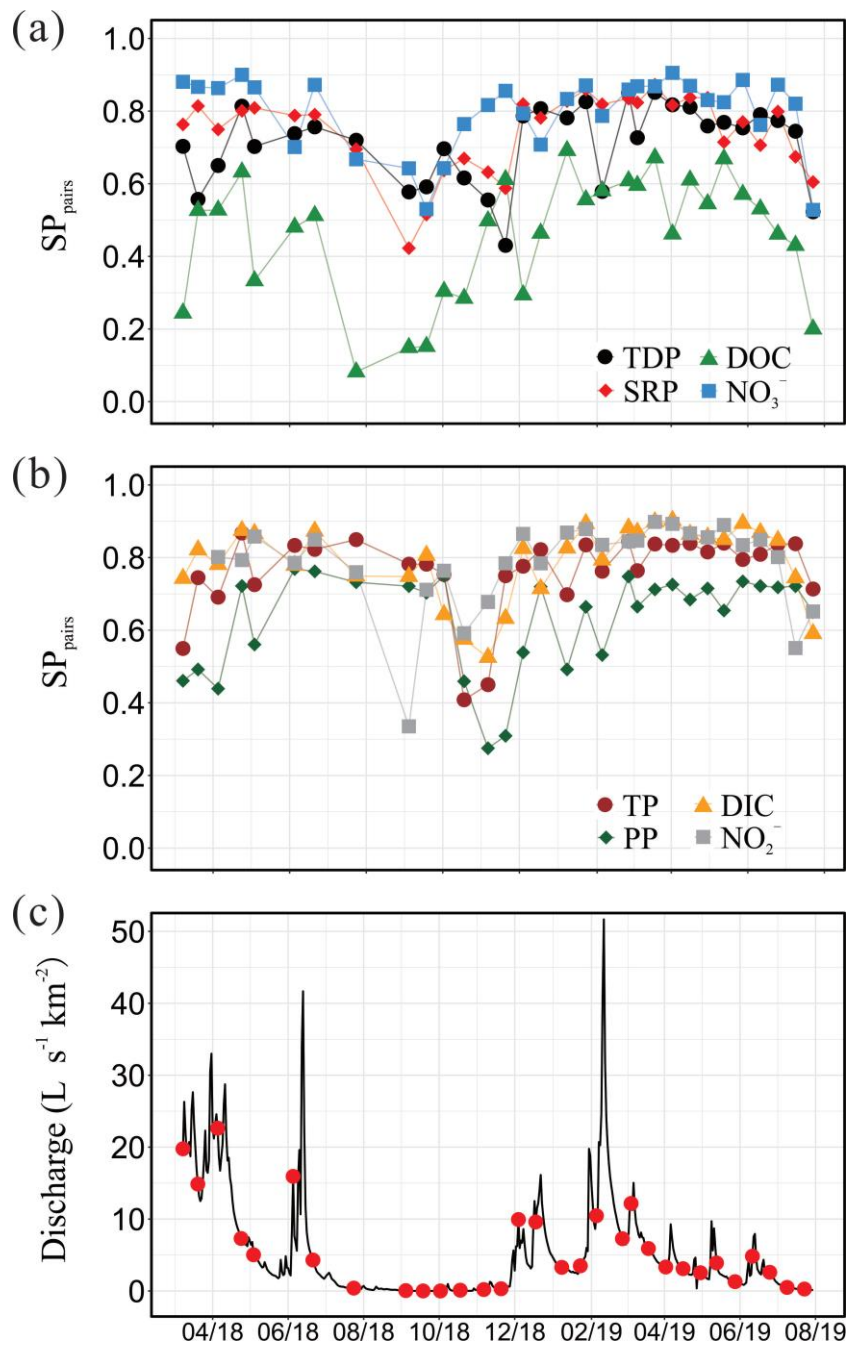 (a)
1.0
0.8
0.6
0.4
0.2
0.0
SPpairs
TDP DOC
SRP NO₃⁻
(b)
1.0
0.8
0.6
0.4
0.2
0.0
SPpairs
TP DIC
PP NO₂⁻
(c)
50
40
30
20
10
0
Discharge (L s⁻¹ km⁻²)
04/18 06/18 08/18 10/18 12/18 02/19 04/19 06/19 08/19